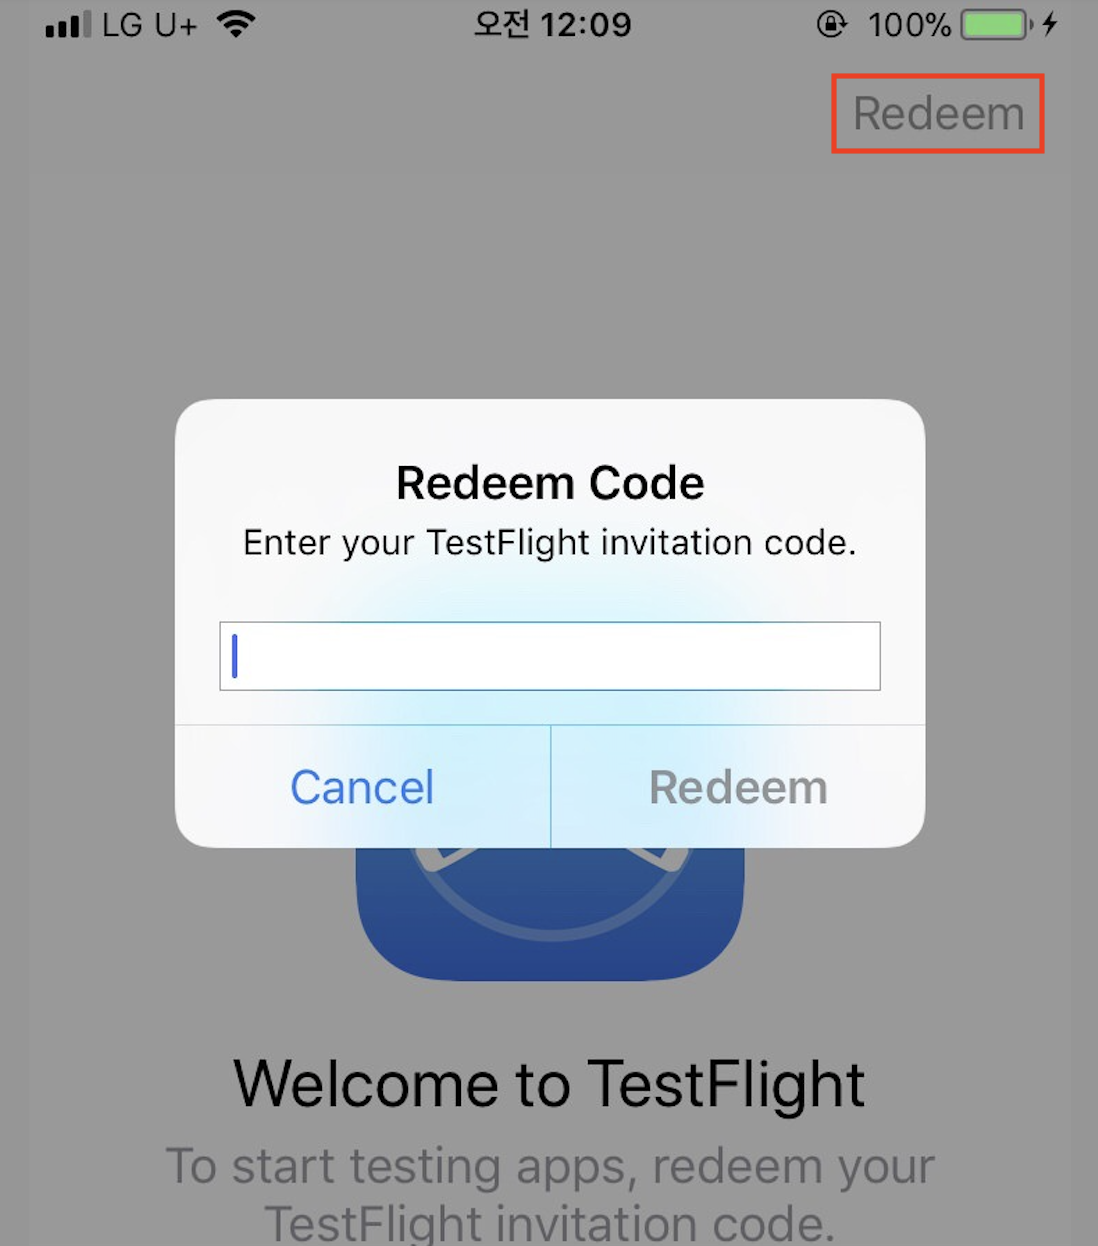 LG U+ 오전 12:09 100%
Redeem
Redeem Code
Enter your TestFlight invitation code.
Cancel Redeem
Welcome to TestFlight
To start testing apps, redeem your
TestFlight invitation code.